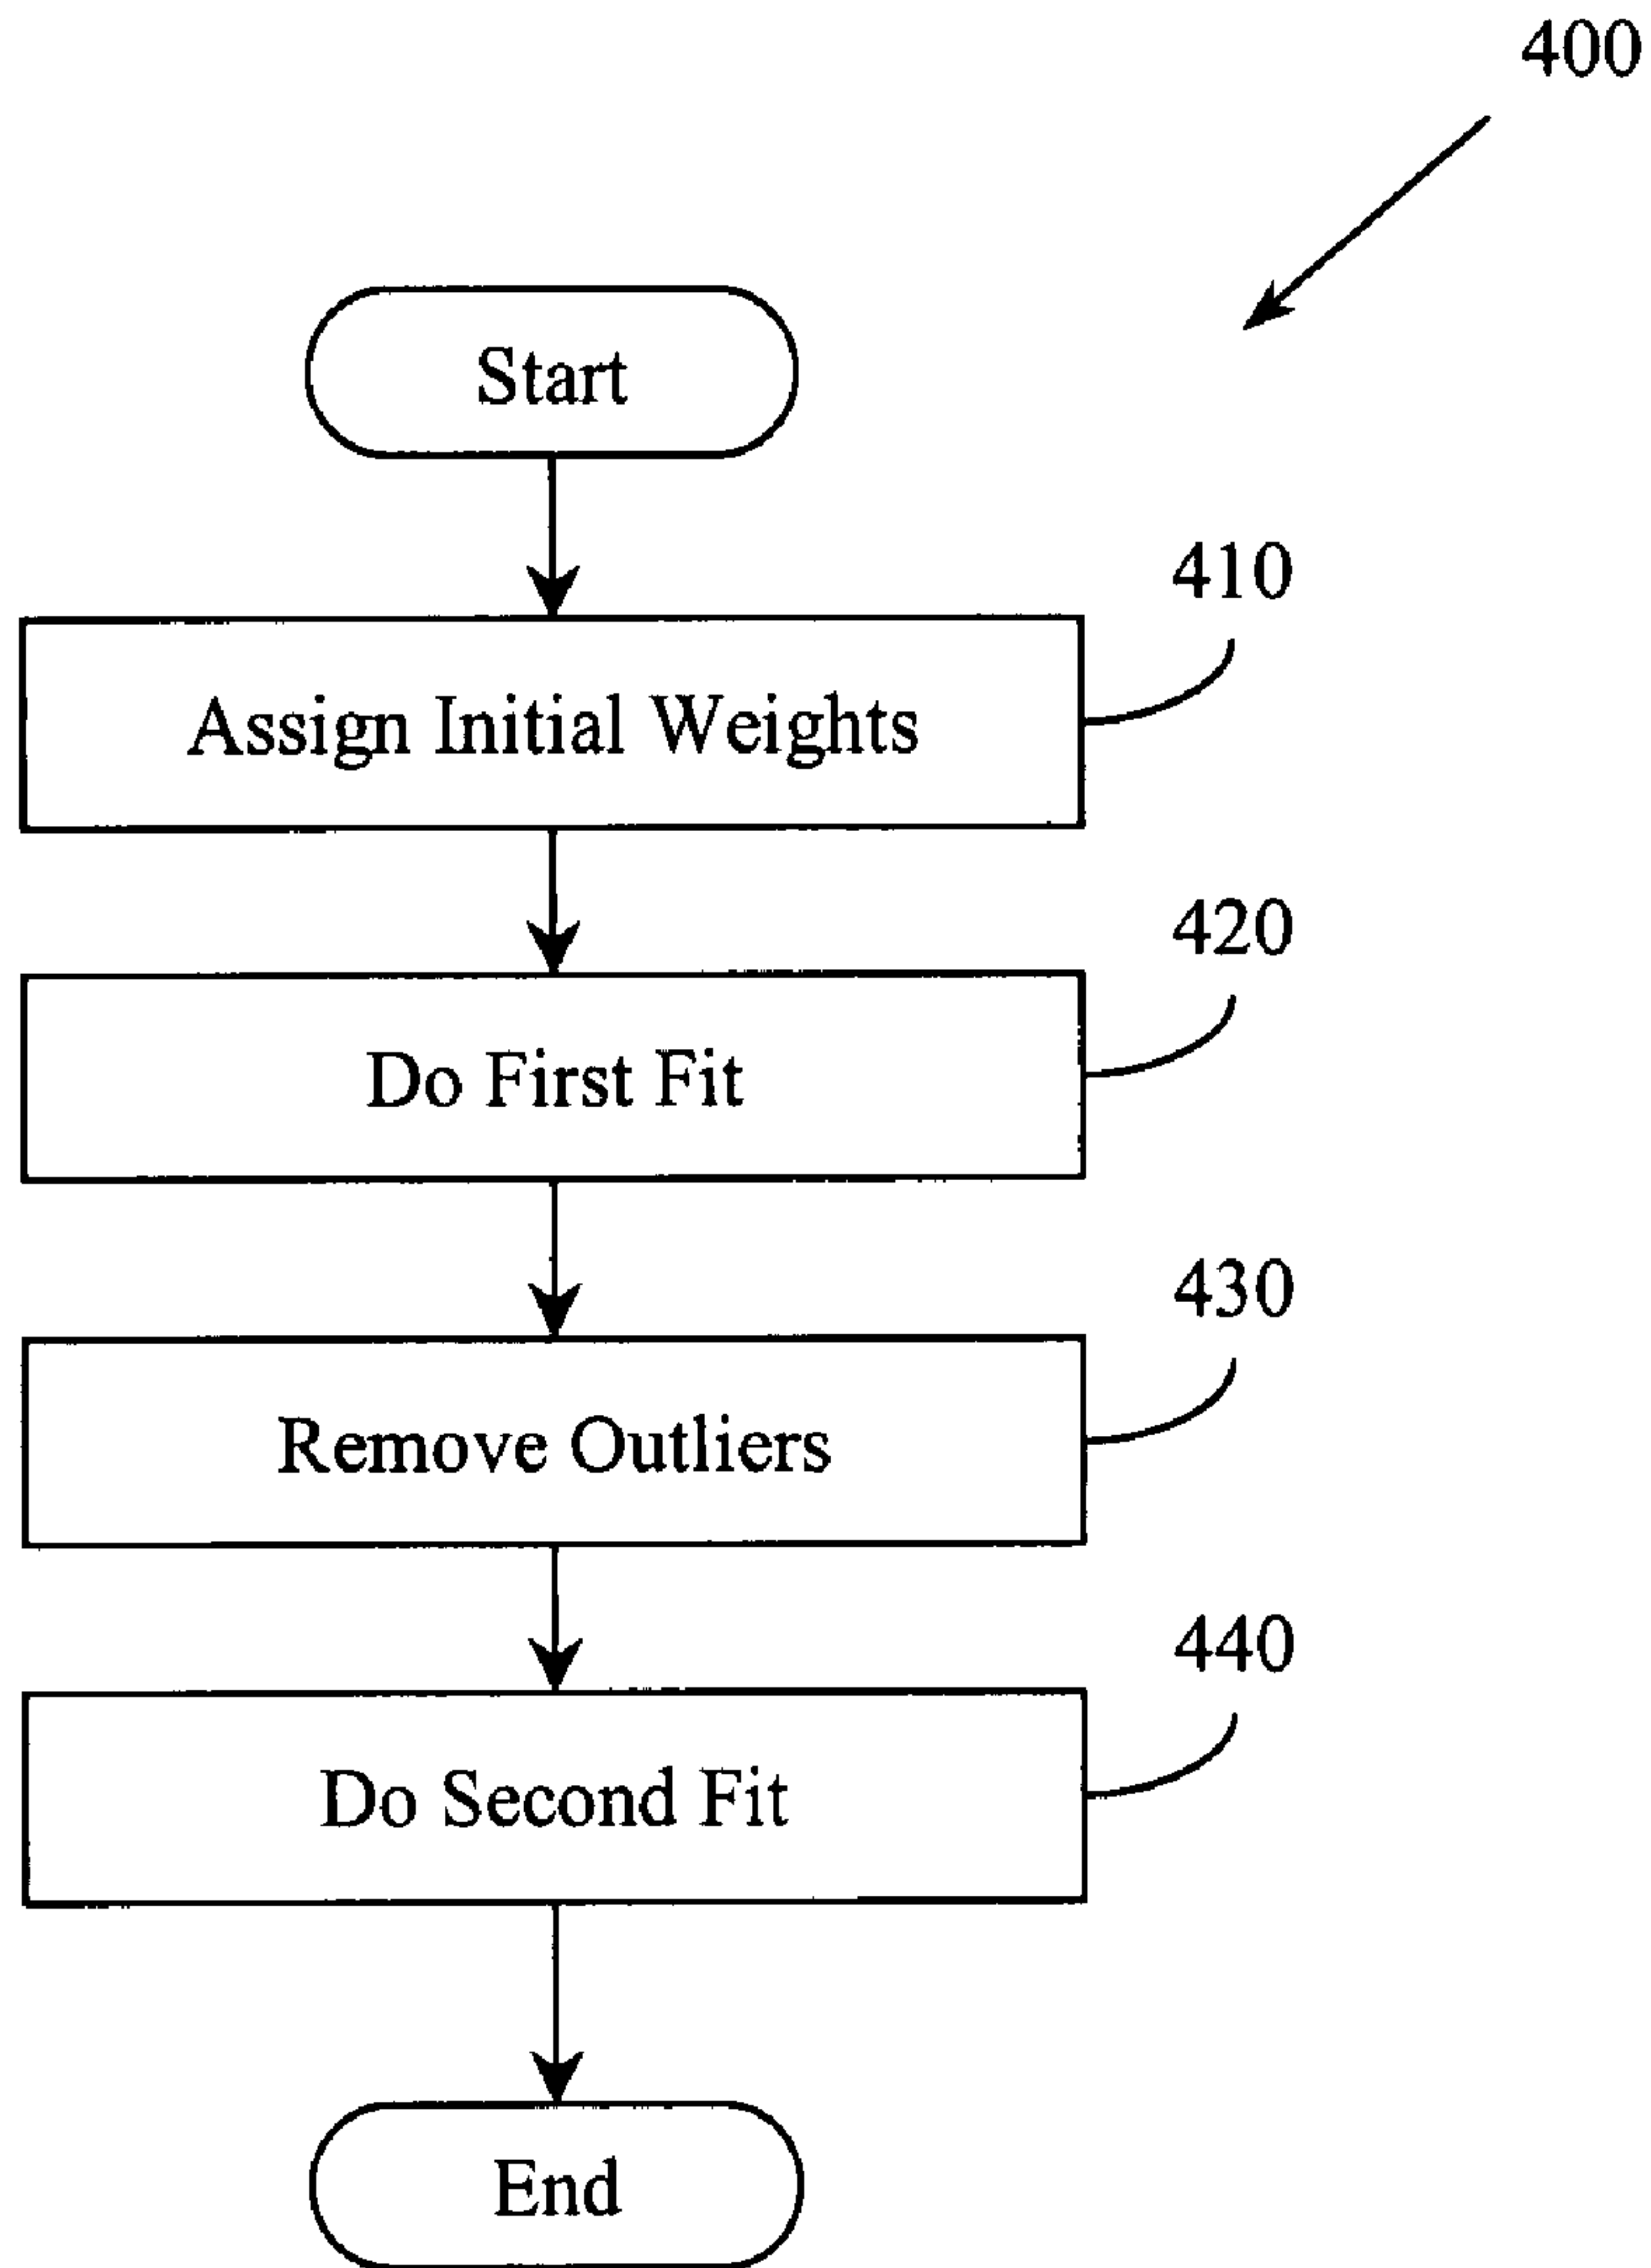 400
Start
410
Assign Initial Weights
420
Do First Fit
430
Remove Outliers
440
Do Second Fit
End